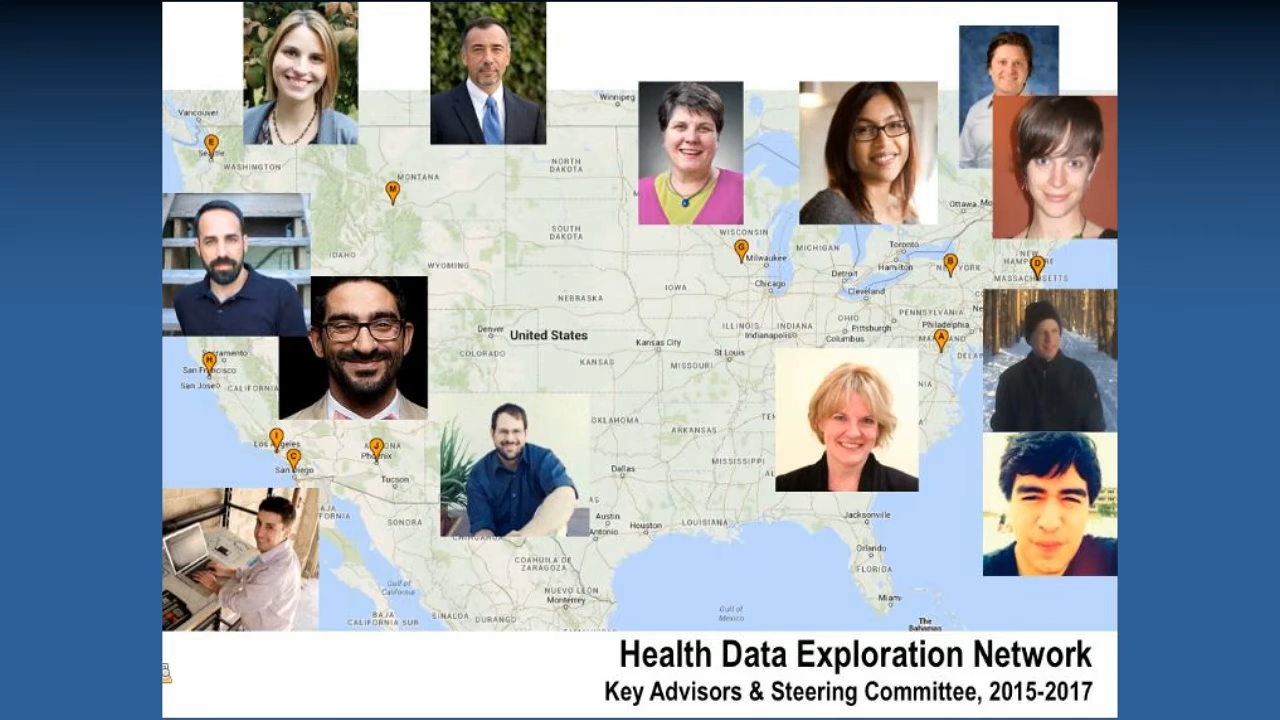 Vancouver
Winnipeg
E
Seattle
WASHINGTON
NORTH
DAKOTA
MONTANA
M
Ottawa
Mo
SOUTH
DAKOTA
WISCONSIN
G
Milwaukee
MICHIGAN
Toronto
Hamilton
B
YORK
NEW
HAMPSHIRE
D
MASSACHUSETTS
IDAHO
WYOMING
Detroit
Chicago
Cleveland
IOWA
NEBRASKA
PENNSYLVANIA
Philadelphia
Denver
United States
ILLINOIS
INDIANA
Indianapolis
OHIO
Pittsburgh
Columbus
A
COLORADO
Kansas City
St Louis
KANSAS
MISSOURI
H
Sacramento
San Francisco
San Jose
CALIFORNIA
OKLAHOMA
ARKANSAS
I
Los Angeles
C
San Diego
J
ARIZONA
Phoenix
Tucson
MISSISSIPPI
Dallas
SONORA
Austin
Antonio
Houston
LOUISIANA
Jacksonville
CHIHUAHUA
COAHUILA DE
ZARAGOZA
Orlando
FLORIDA
Gulf of
California
NUEVO LEON
Monterrey
BAJA
CALIFORNIA SUR
SINALOA
DURANGO
Gulf of
Mexico
Miami
The
Bahamas
Health Data Exploration Network
Key Advisors & Steering Committee, 2015-2017